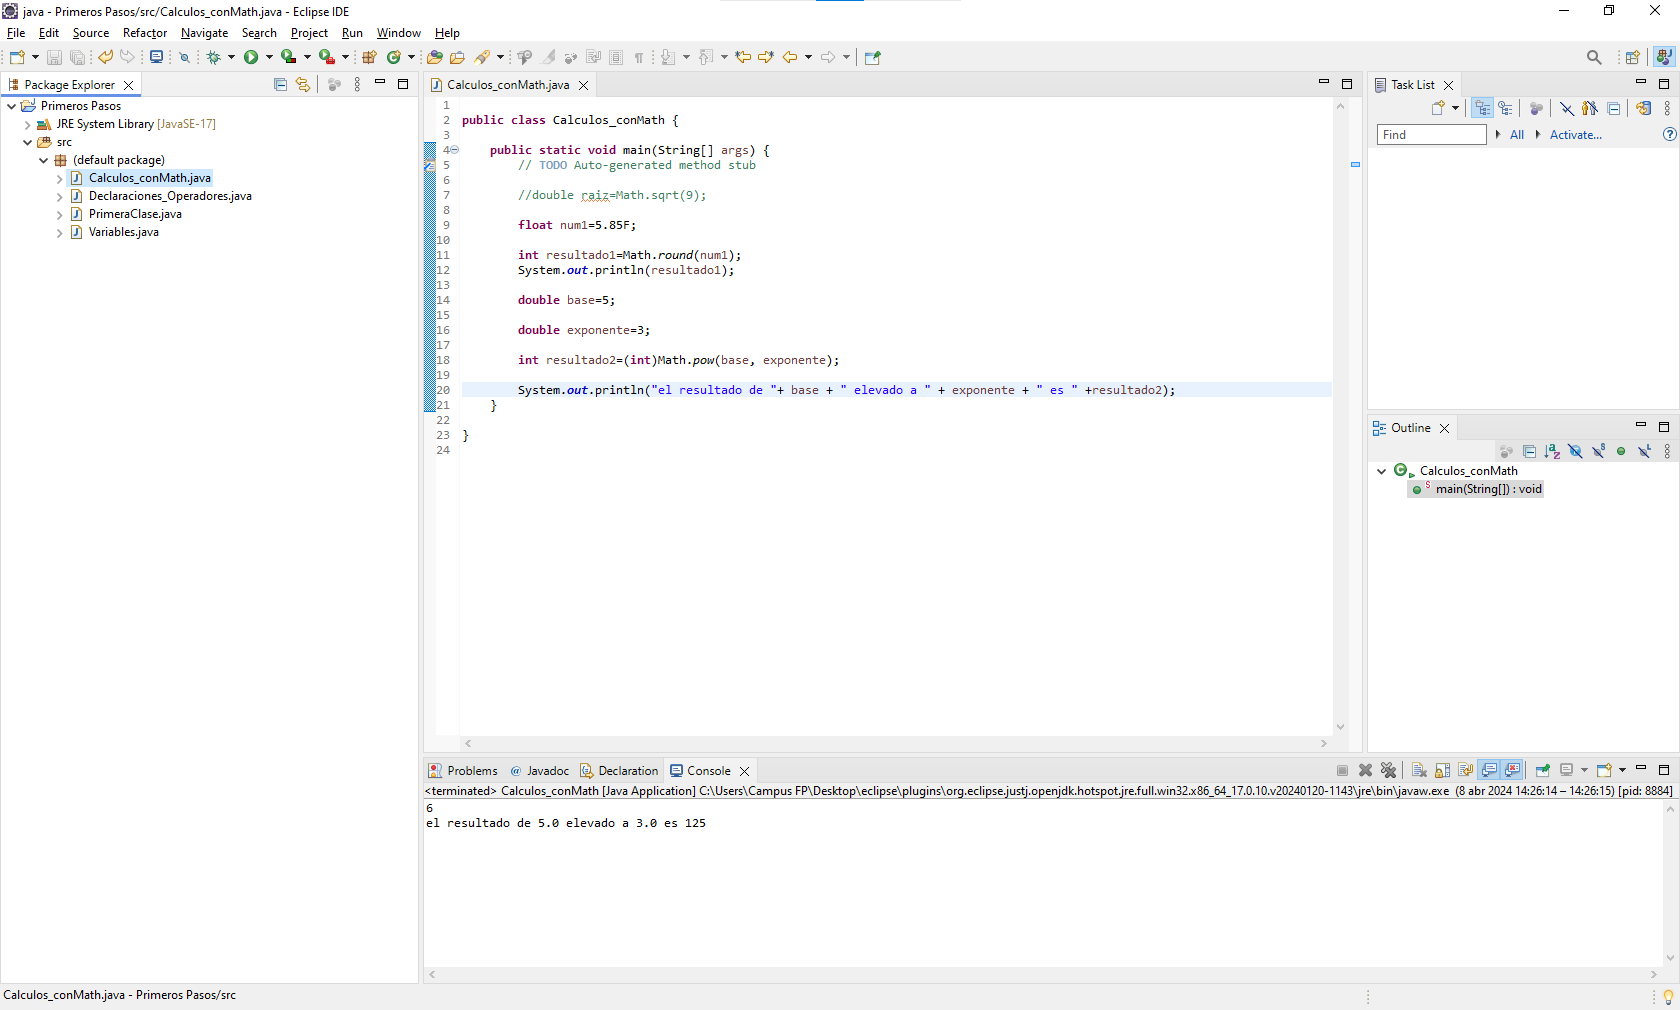 java - Primeros Pasos/src/Calculos_conMath.java - Eclipse IDE
File Edit Source Refactor Navigate Search Project Run Window Help
Package Explorer
Primeros Pasos
JRE System Library [JavaSE-17]
src
(default package)
Calculos_conMath.java
Declaraciones_Operadores.java
PrimeraClase.java
Variables.java
Calculos_conMath.java
1
2 public class Calculos_conMath {
3
4 public static void main(String[] args) {
5 // TODO Auto-generated method stub
6
7 //double raiz=Math.sqrt(9);
8
9 float num1=5.85F;
10
11 int resultado1=Math.round(num1);
12 System.out.println(resultado1);
13
14 double base=5;
15
16 double exponente=3;
17
18 int resultado2=(int)Math.pow(base, exponente);
19
20 System.out.println("el resultado de "+ base + " elevado a " + exponente + " es " +resultado2);
21 }
22
23 }
24
Task List
Find All Activate...
Outline
Calculos_conMath
main(String[]) : void
Problems Javadoc Declaration Console
<terminated> Calculos_conMath [Java Application] C:\Users\Campus FP\Desktop\eclipse\plugins\org.eclipse.justj.openjdk.hotspot.jre.full.win32.x86_64_17.0.10.v20240120-1143\jre\bin\javaw.exe (8 abr 2024 14:26:14 – 14:26:15) [pid: 8884]
6
el resultado de 5.0 elevado a 3.0 es 125
Calculos_conMath.java - Primeros Pasos/src